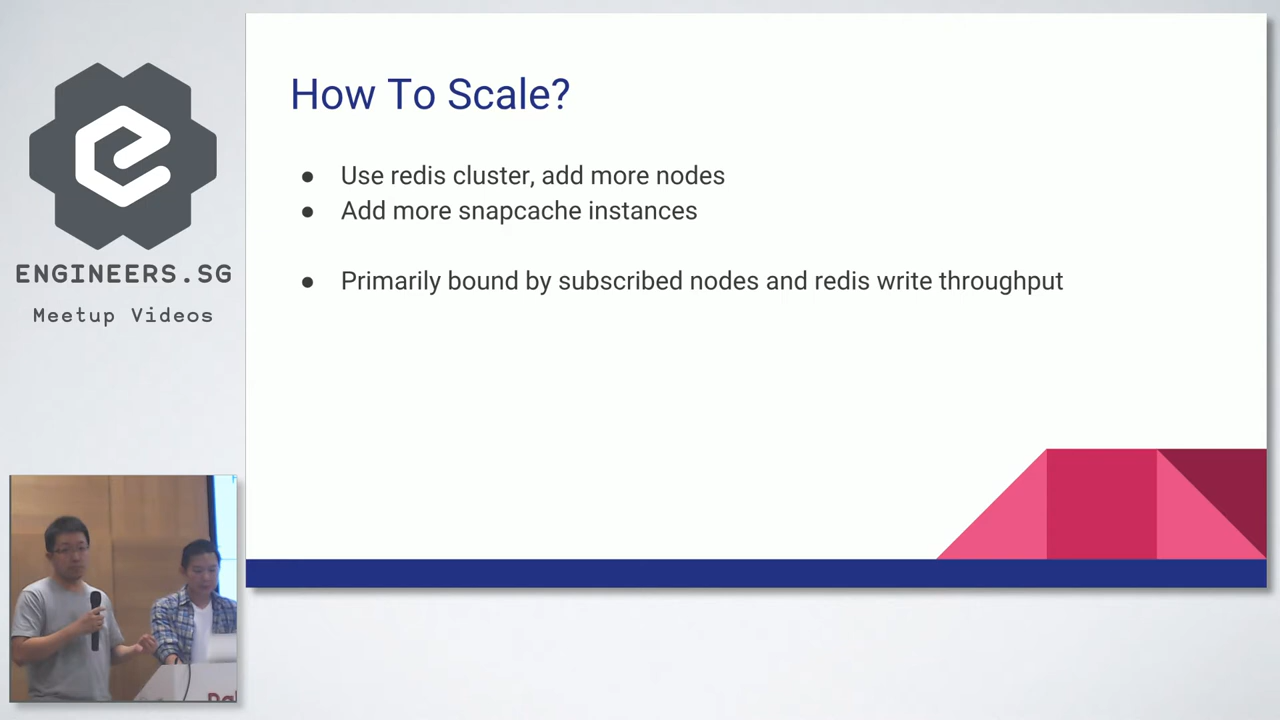 ENGINEERS.SG
Meetup Videos
How To Scale?
● Use redis cluster, add more nodes
● Add more snapcache instances
● Primarily bound by subscribed nodes and redis write throughput